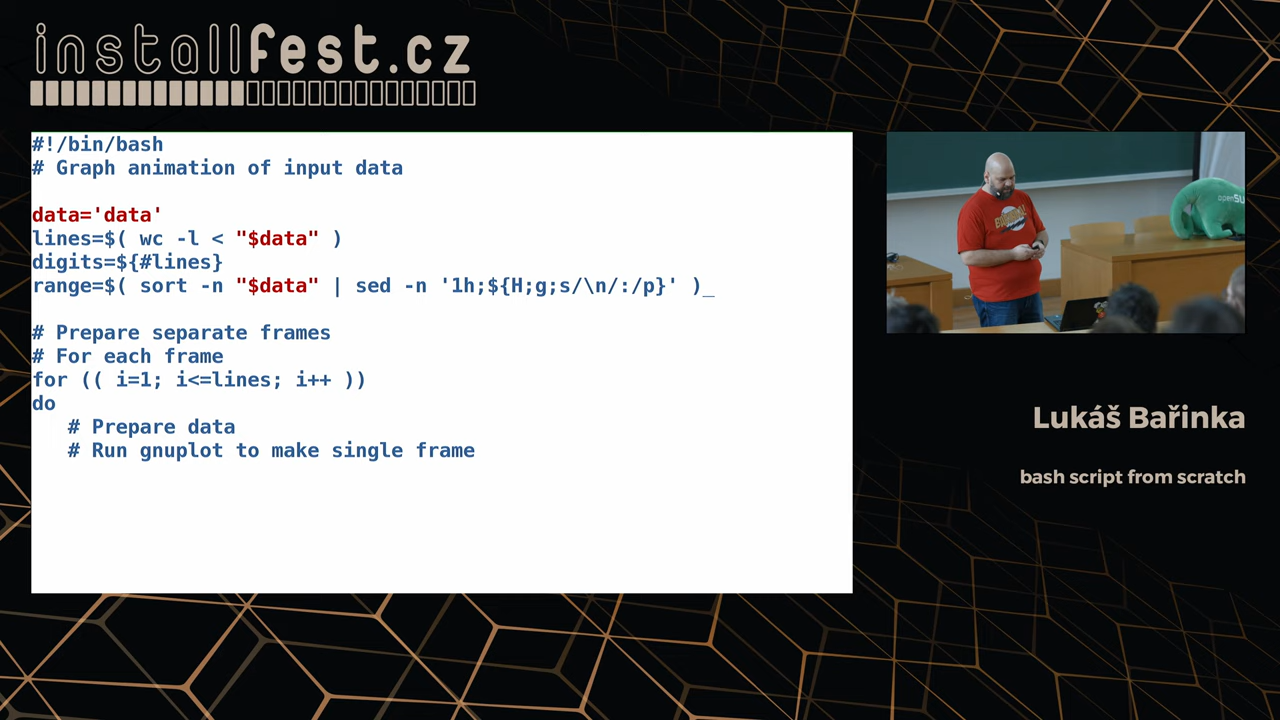 installfest.cz
#!/bin/bash
# Graph animation of input data
data='data'
lines=$( wc -l < "$data" )
digits=${#lines}
range=$( sort -n "$data" | sed -n '1h;${H;g;s/\n/:/p}' )_
# Prepare separate frames
# For each frame
for (( i=1; i<=lines; i++ ))
do
# Prepare data
# Run gnuplot to make single frame
openSU
Lukáš Bařinka
bash script from scratch